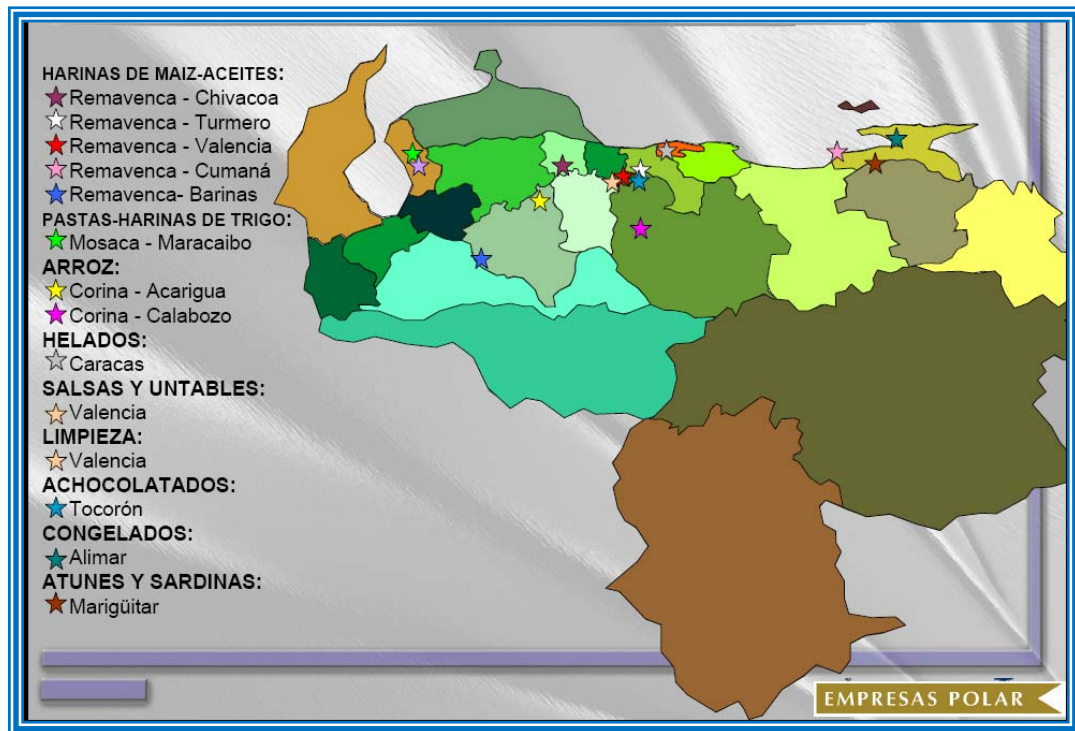 HARINAS DE MAIZ-ACEITES:
Remavenca - Chivacoa
Remavenca - Turmero
Remavenca - Valencia
Remavenca - Cumaná
Remavenca- Barinas
PASTAS-HARINAS DE TRIGO:
Mosaca - Maracaibo
ARROZ:
Corina - Acarigua
Corina - Calabozo
HELADOS:
Caracas
SALSAS Y UNTABLES:
Valencia
LIMPIEZA:
Valencia
ACHOCOLATADOS:
Tocorón
CONGELADOS:
Alimar
ATUNES Y SARDINAS:
Marigüitar
EMPRESAS POLAR